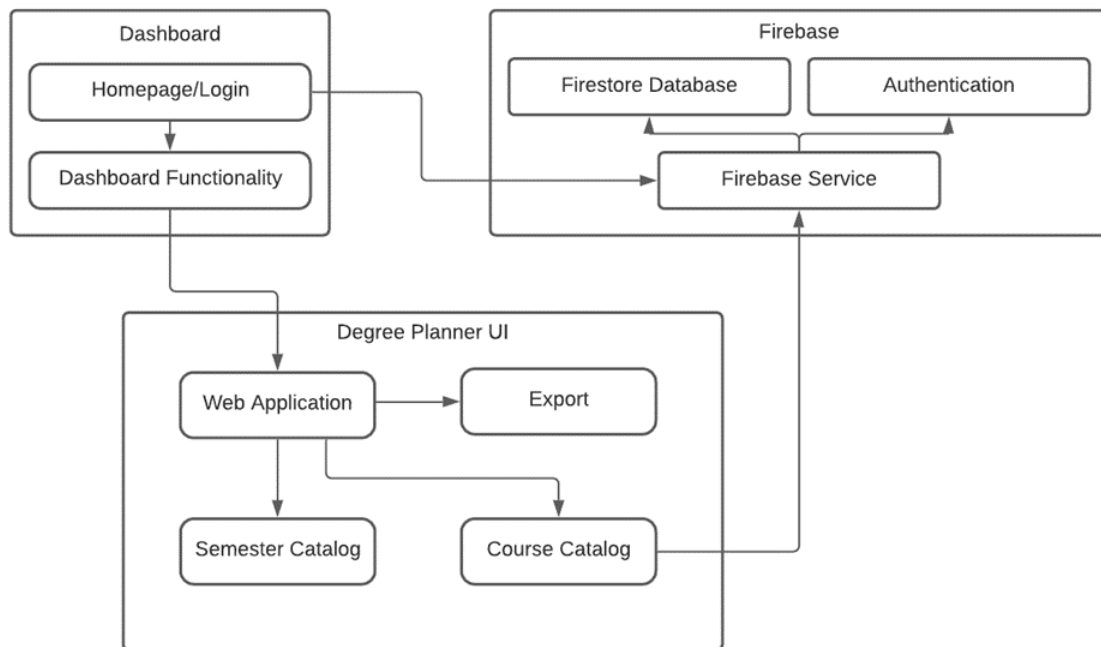 Dashboard
Homepage/Login
Dashboard Functionality
Firebase
Firestore Database
Authentication
Firebase Service
Degree Planner UI
Web Application
Export
Semester Catalog
Course Catalog